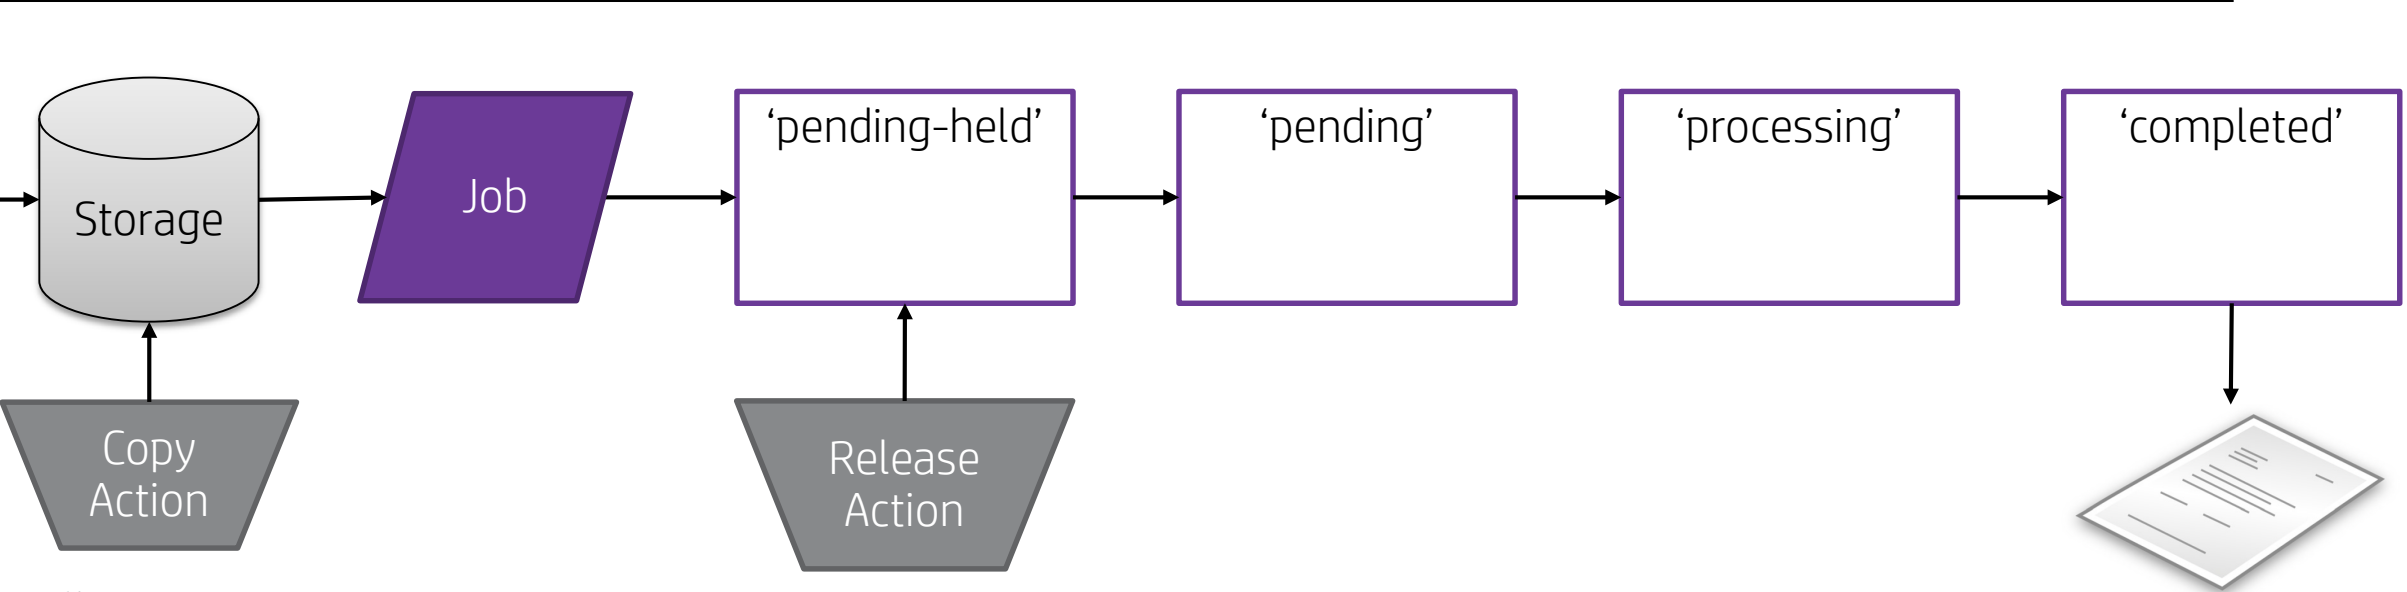 Storage
Job
‘pending-held’
‘pending’
‘processing’
‘completed’
Copy
Action
Release
Action